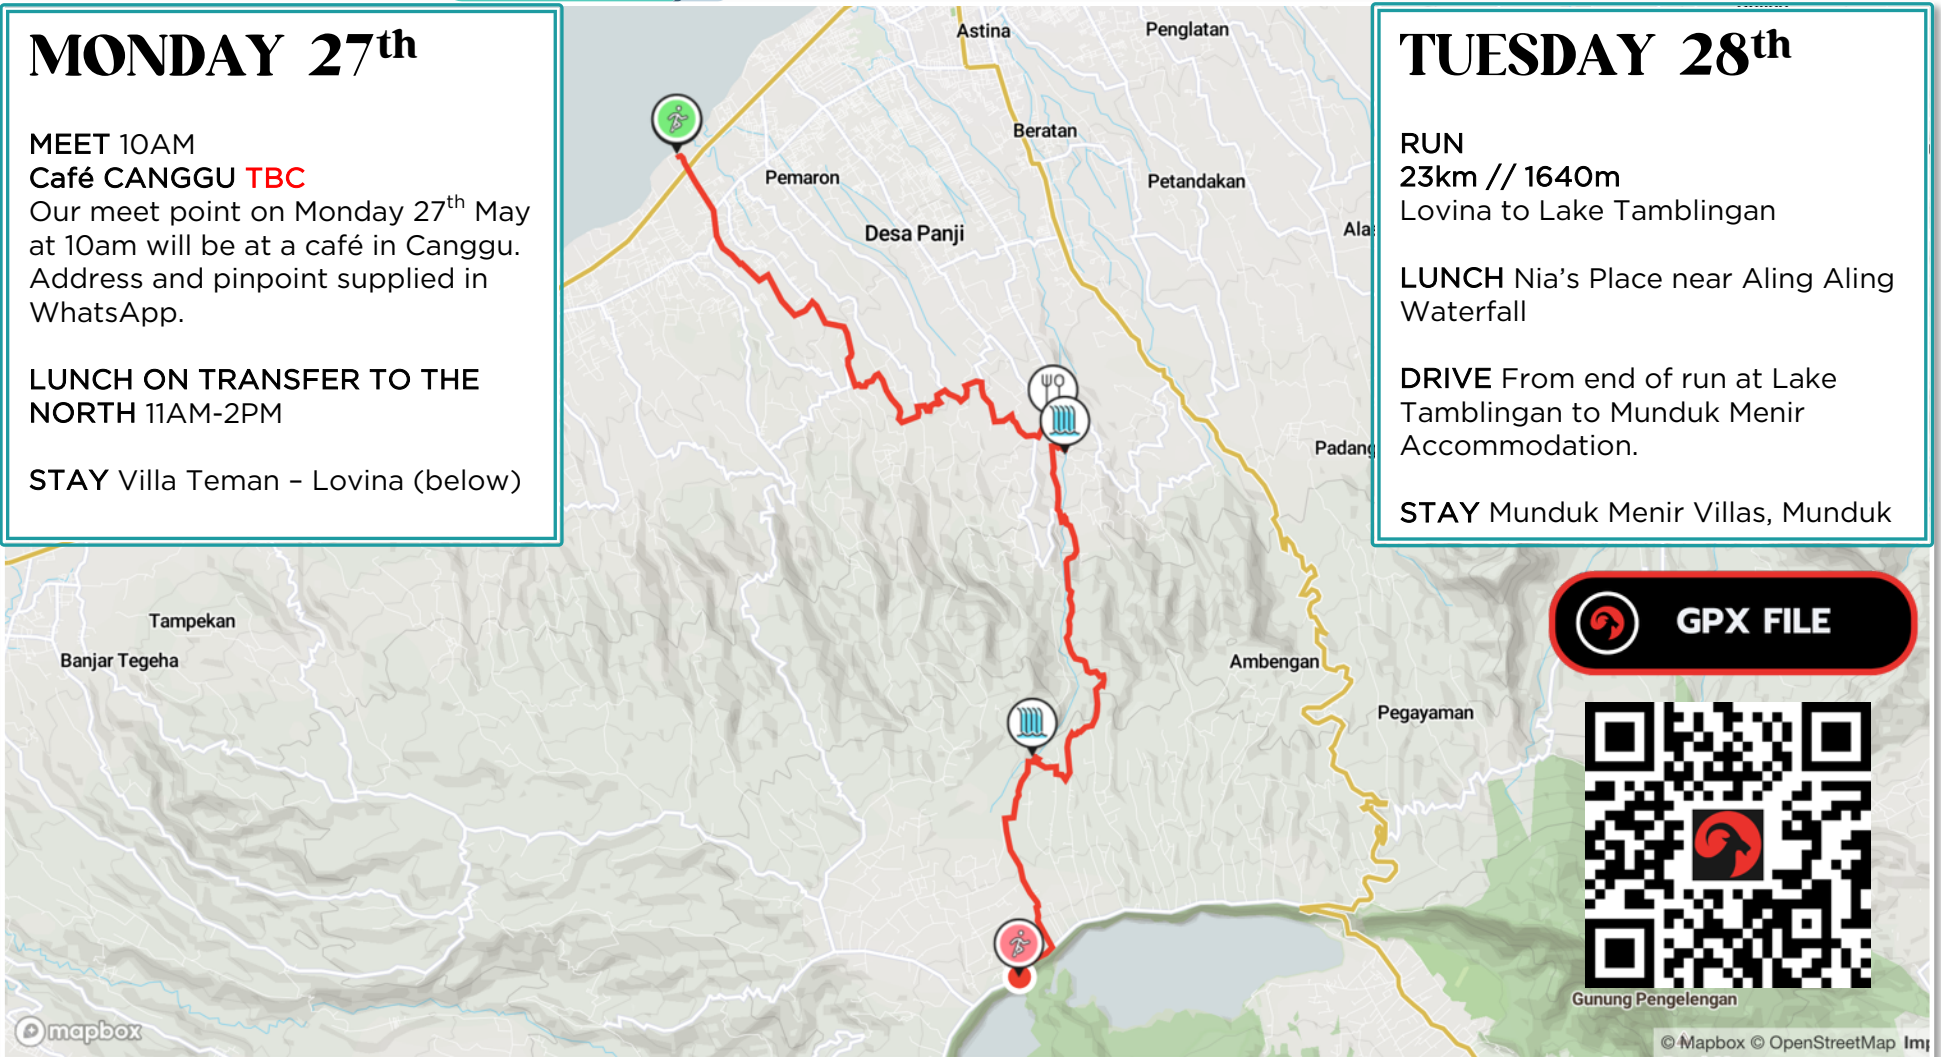 MONDAY 27th
MEET 10AM
Café CANGGU TBC
Our meet point on Monday 27th May
at 10am will be at a café in Canggu.
Address and pinpoint supplied in
WhatsApp.
LUNCH ON TRANSFER TO THE
NORTH 11AM-2PM
STAY Villa Teman – Lovina (below)
TUESDAY 28th
RUN
23km // 1640m
Lovina to Lake Tamblingan
LUNCH Nia's Place near Aling Aling
Waterfall
DRIVE From end of run at Lake
Tamblingan to Munduk Menir
Accommodation.
STAY Munduk Menir Villas, Munduk
GPX FILE
Astina
Penglatan
Beratan
Pemaron
Petandakan
Desa Panji
Ala
Padang
Tampekan
Banjar Tegeha
Ambengan
Pegayaman
Gunung Pengelengan
mapbox
© Mapbox © OpenStreetMap Imp